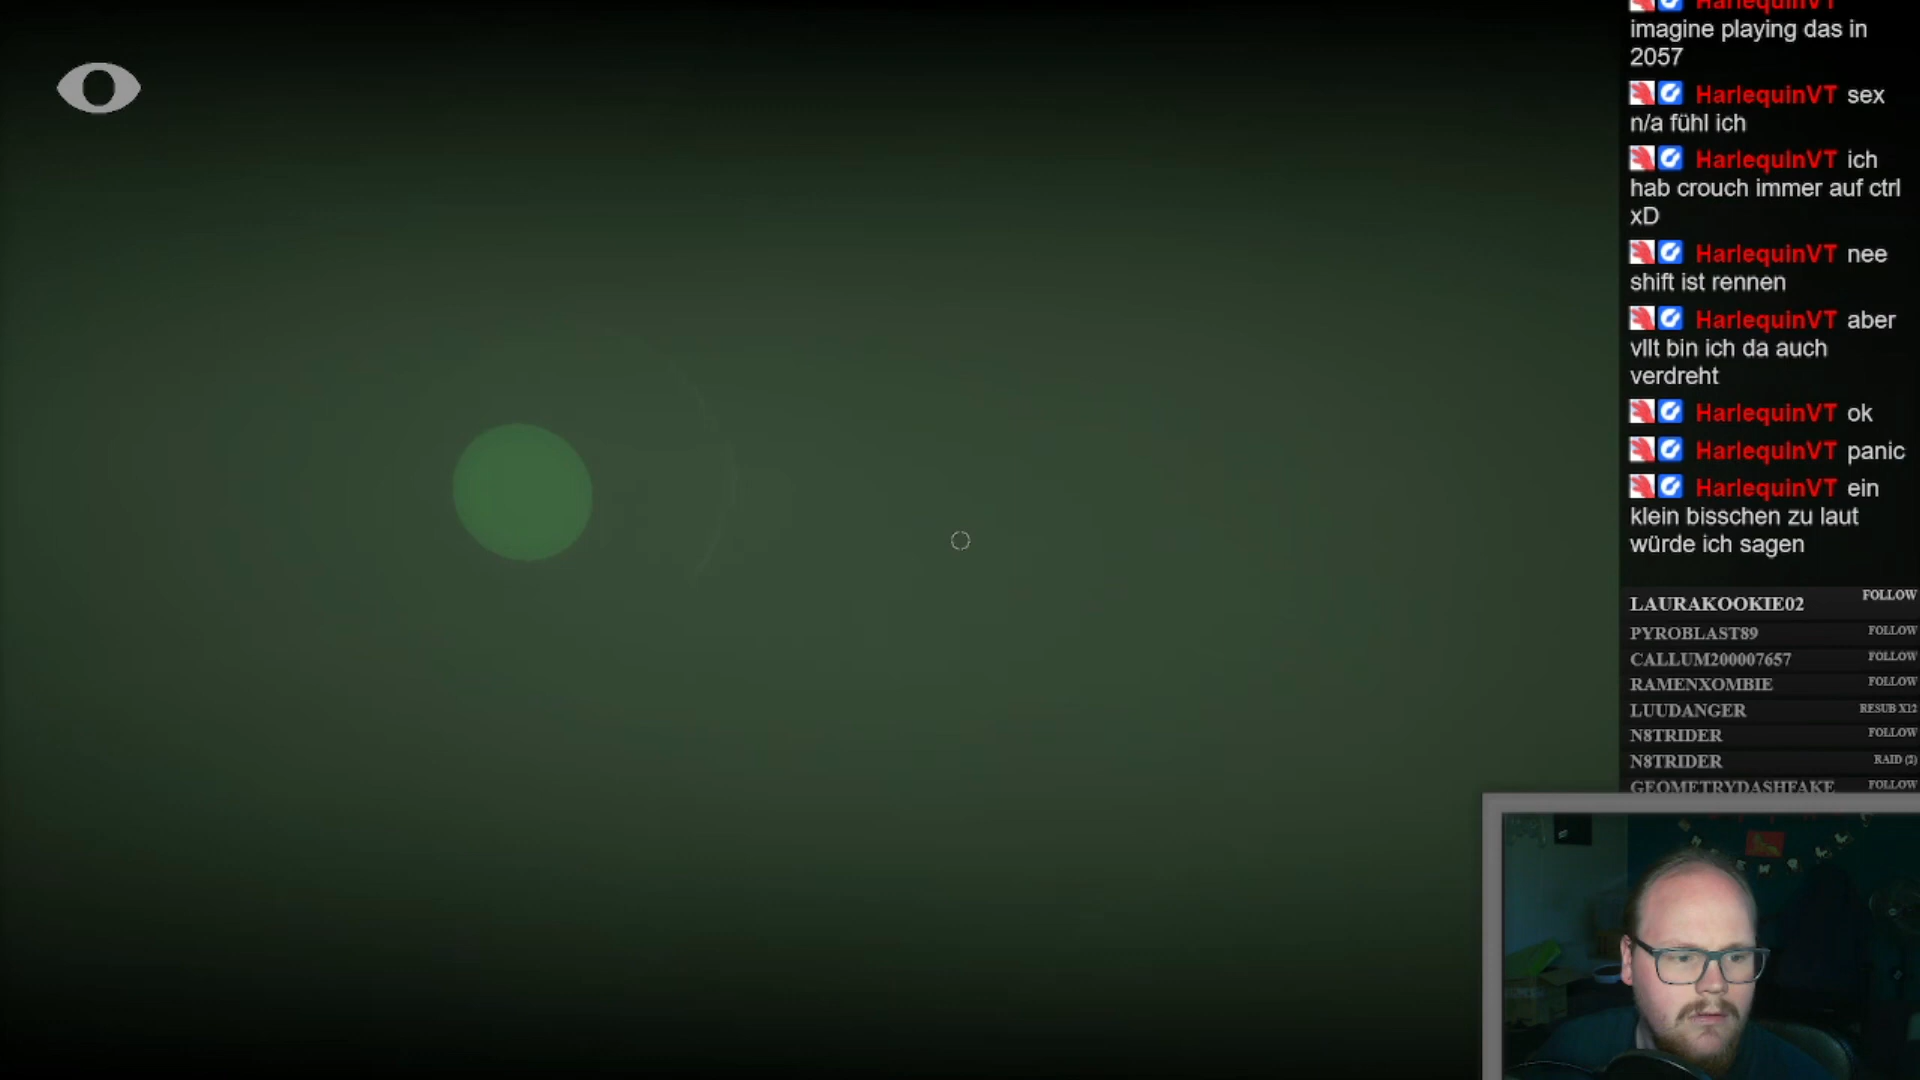 HarlequinVT
imagine playing das in
2057
HarlequinVT sex
n/a fühl ich
HarlequinVT ich
hab crouch immer auf ctrl
xD
HarlequinVT nee
shift ist rennen
HarlequinVT aber
vllt bin ich da auch
verdreht
HarlequinVT ok
HarlequinVT panic
HarlequinVT ein
klein bisschen zu laut
würde ich sagen
LAURAKOOKIE02 FOLLOW
PYROBLAST89 FOLLOW
CALLUM200007657 FOLLOW
RAMENXOMBIE FOLLOW
LUUDANGER RESUB X12
N8TRIDER FOLLOW
N8TRIDER RAID (2)
GEOMETRYDASHFAKE FOLLOW